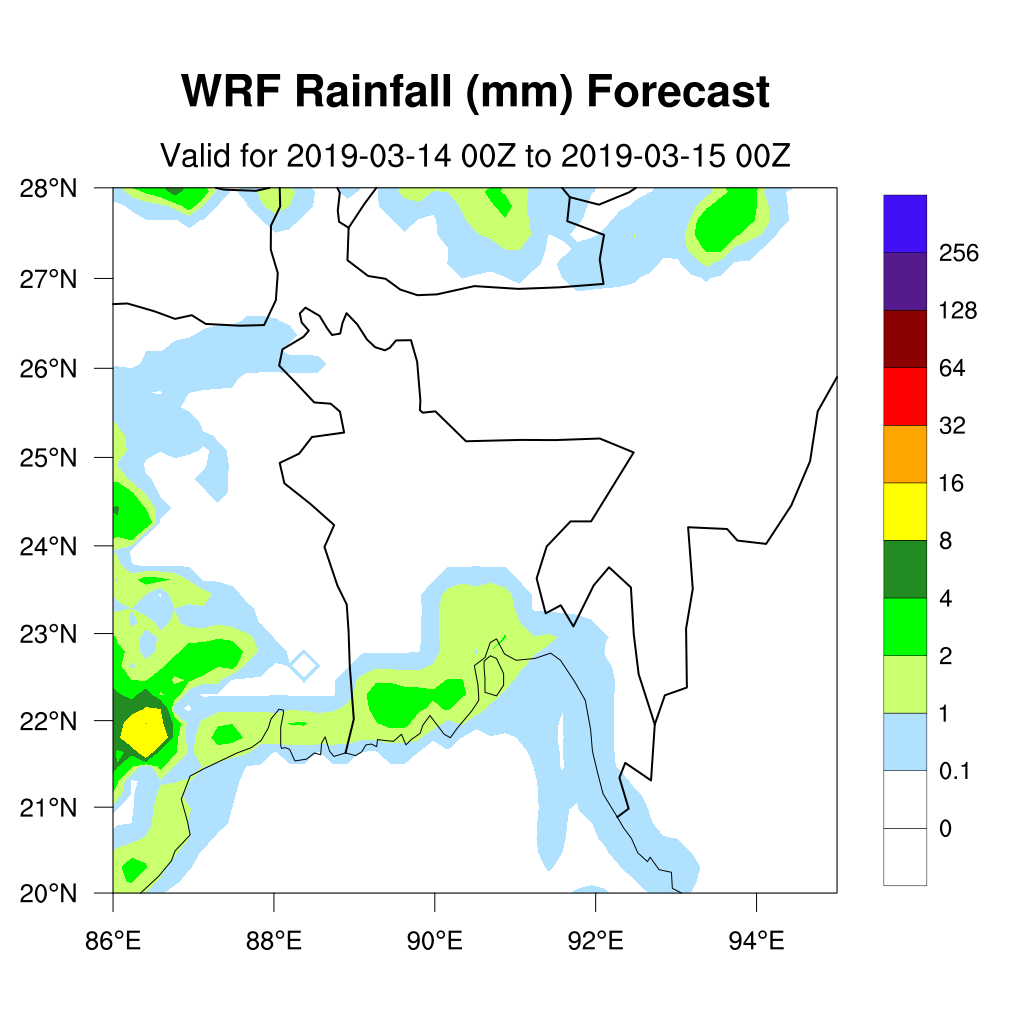 WRF Rainfall (mm) Forecast
Valid for 2019-03-14 00Z to 2019-03-15 00Z
28°N
27°N
26°N
25°N
24°N
23°N
22°N
21°N
20°N
86°E 88°E 90°E 92°E 94°E
256
128
64
32
16
8
4
2
1
0.1
0